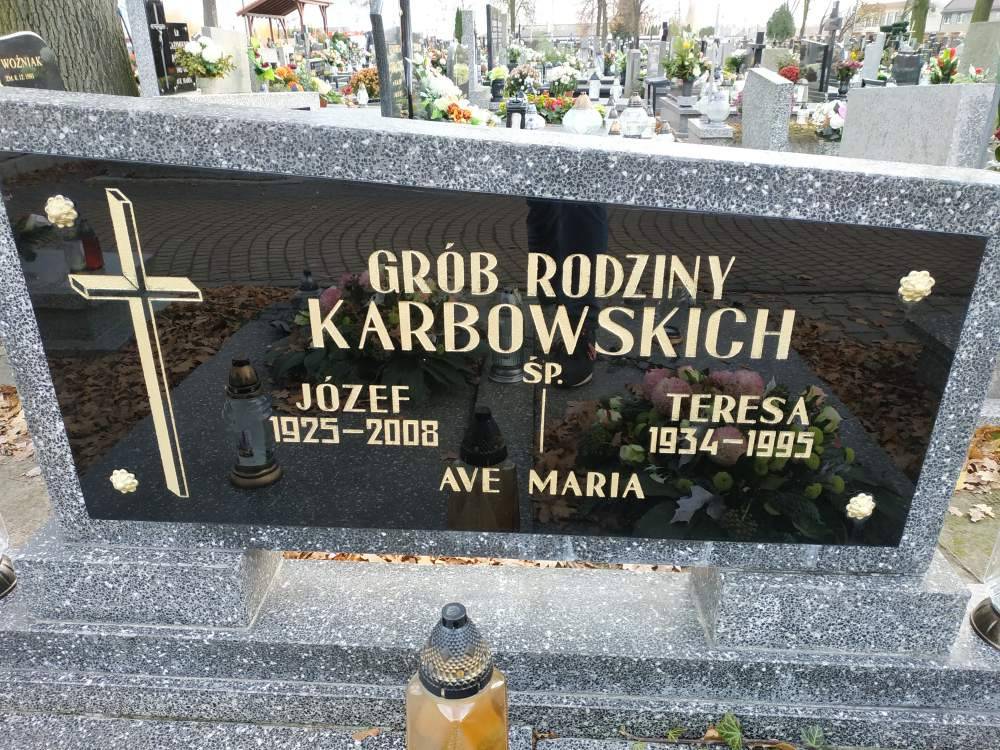 WOŹNIAK
GRÓB RODZINY
KARBOWSKICH
ŚP.
JÓZEF
1925–2008
TERESA
1934–1995
AVE MARIA